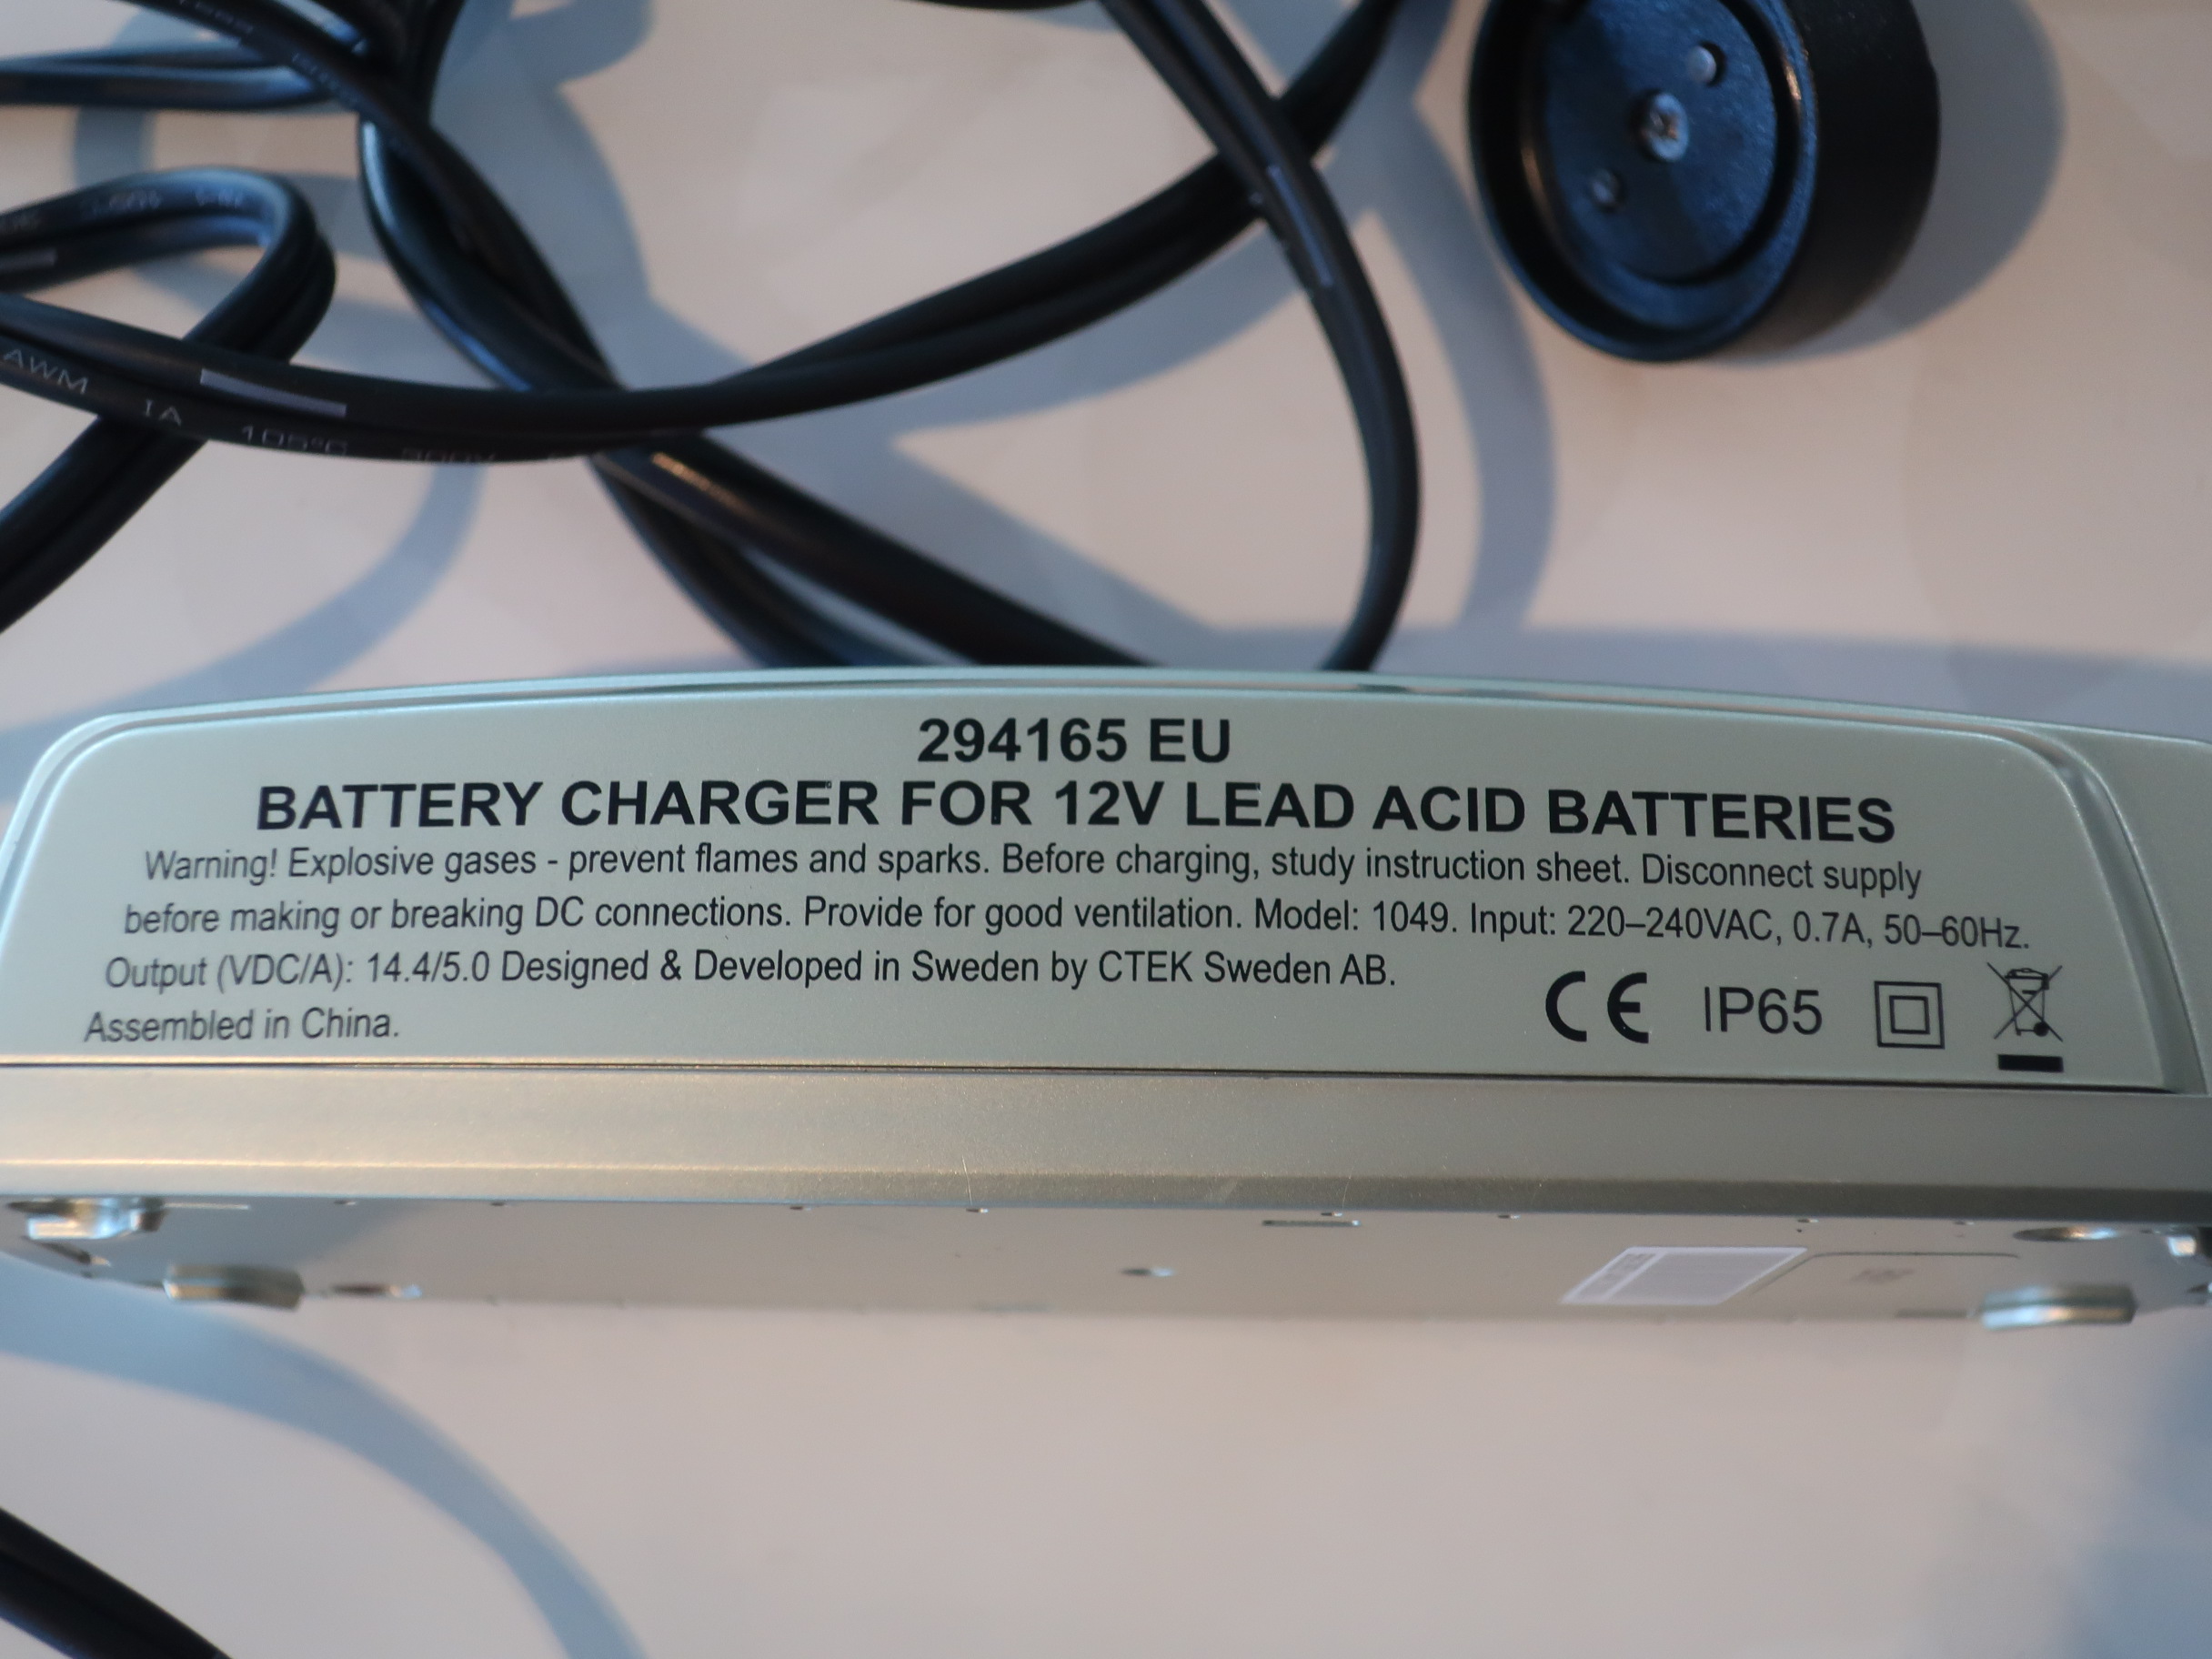 AWM IA 105°C 300V
294165 EU
BATTERY CHARGER FOR 12V LEAD ACID BATTERIES
Warning! Explosive gases - prevent flames and sparks. Before charging, study instruction sheet. Disconnect supply
before making or breaking DC connections. Provide for good ventilation. Model: 1049. Input: 220–240VAC, 0.7A, 50–60Hz.
Output (VDC/A): 14.4/5.0 Designed & Developed in Sweden by CTEK Sweden AB.
Assembled in China.
CE IP65